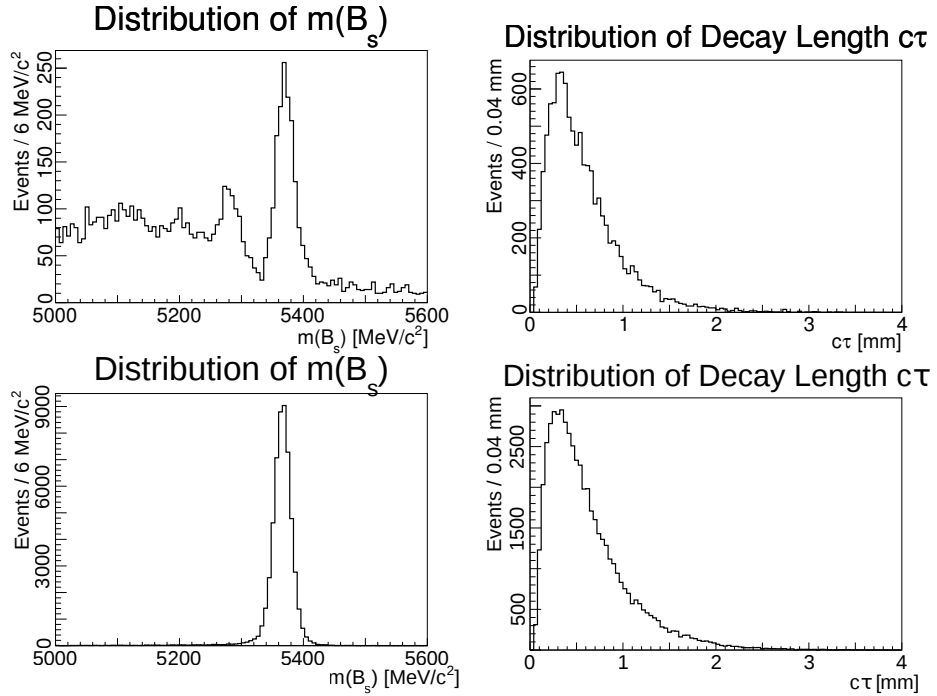 Distribution of m(B_s)
Events / 6 MeV/c²
250
200
150
100
50
0
5000 5200 5400 5600
m(B_s) [MeV/c²]
Distribution of Decay Length cτ
Events / 0.04 mm
600
400
200
0
0 1 2 3 4
cτ [mm]
Distribution of m(B_s)
Events / 6 MeV/c²
9000
6000
3000
0
5000 5200 5400 5600
m(B_s) [MeV/c²]
Distribution of Decay Length cτ
Events / 0.04 mm
2500
1500
500
0 1 2 3 4
cτ [mm]